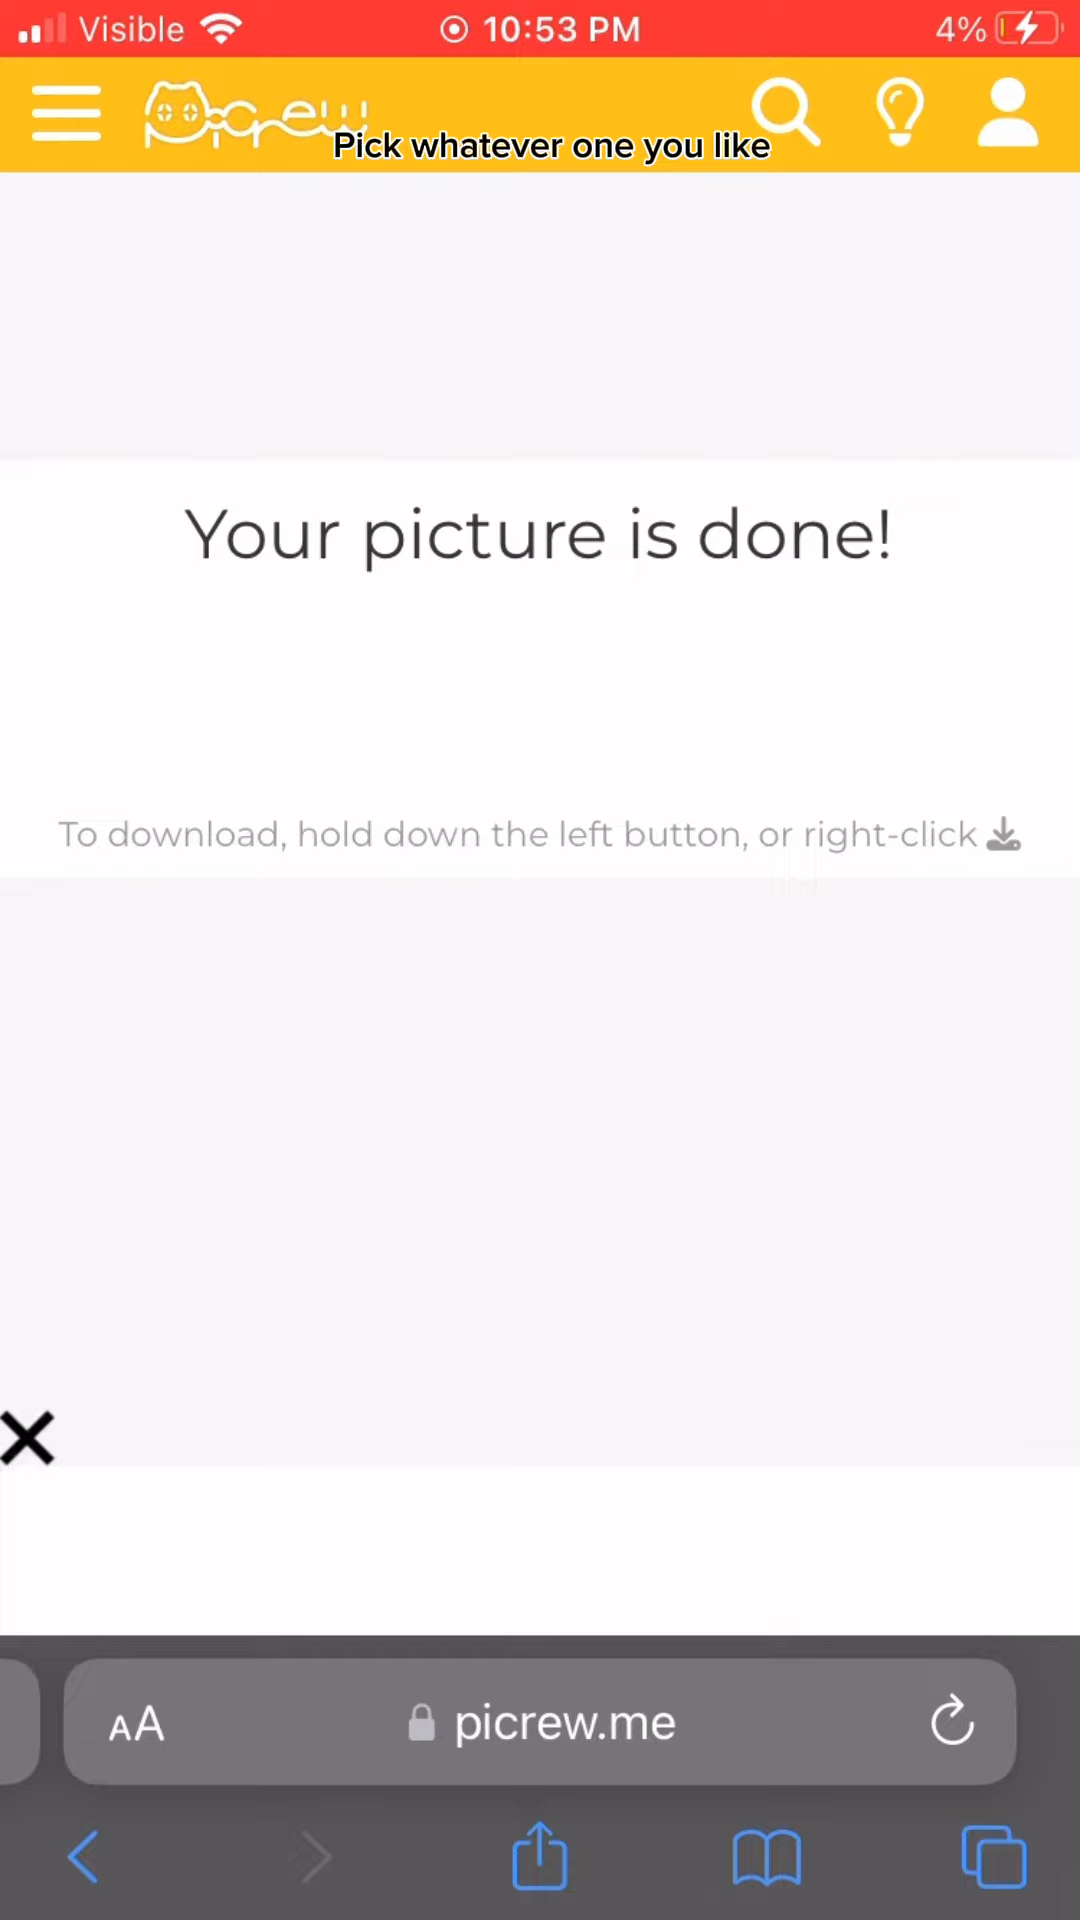 Visible 10:53 PM 4%
Picrew
Pick whatever one you like
Your picture is done!
To download, hold down the left button, or right-click
AA picrew.me